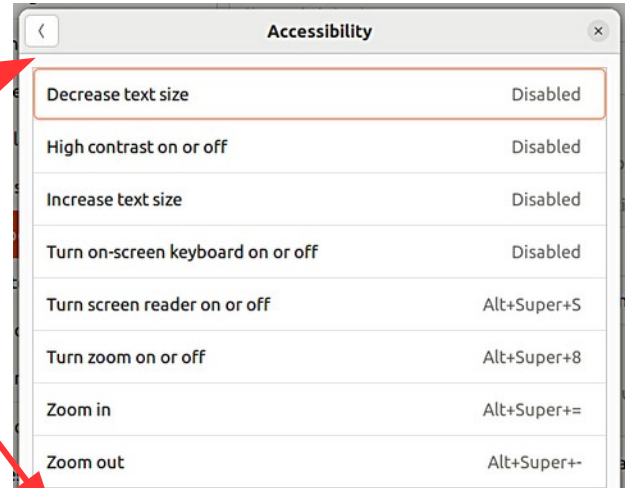 Accessibility
Decrease text size Disabled
High contrast on or off Disabled
Increase text size Disabled
Turn on-screen keyboard on or off Disabled
Turn screen reader on or off Alt+Super+S
Turn zoom on or off Alt+Super+8
Zoom in Alt+Super+=
Zoom out Alt+Super+-